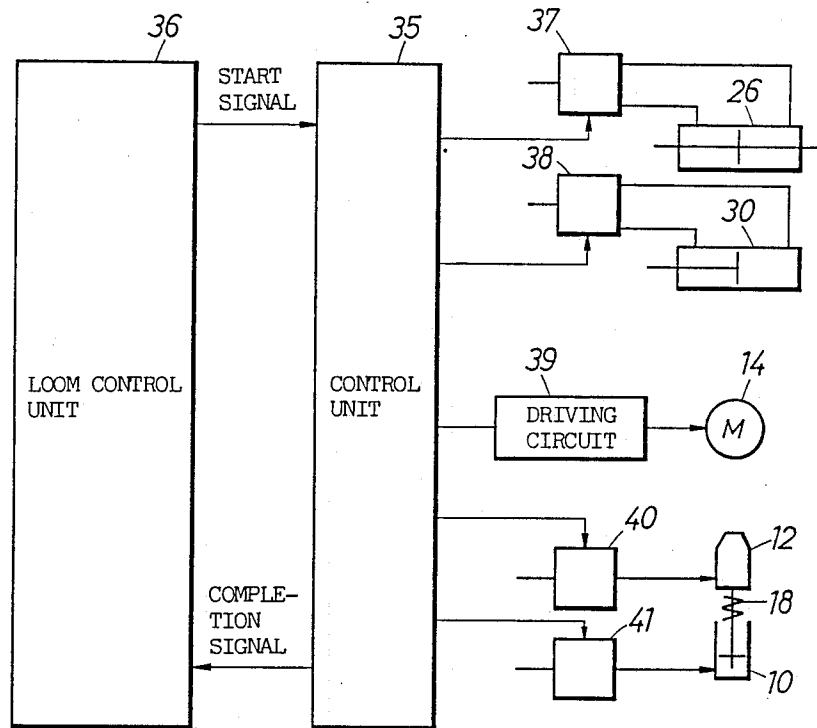 36
35
37
START
SIGNAL
26
38
30
LOOM CONTROL
UNIT
CONTROL
UNIT
39
DRIVING
CIRCUIT
14
M
40
12
18
COMPLE-
TION
SIGNAL
41
10